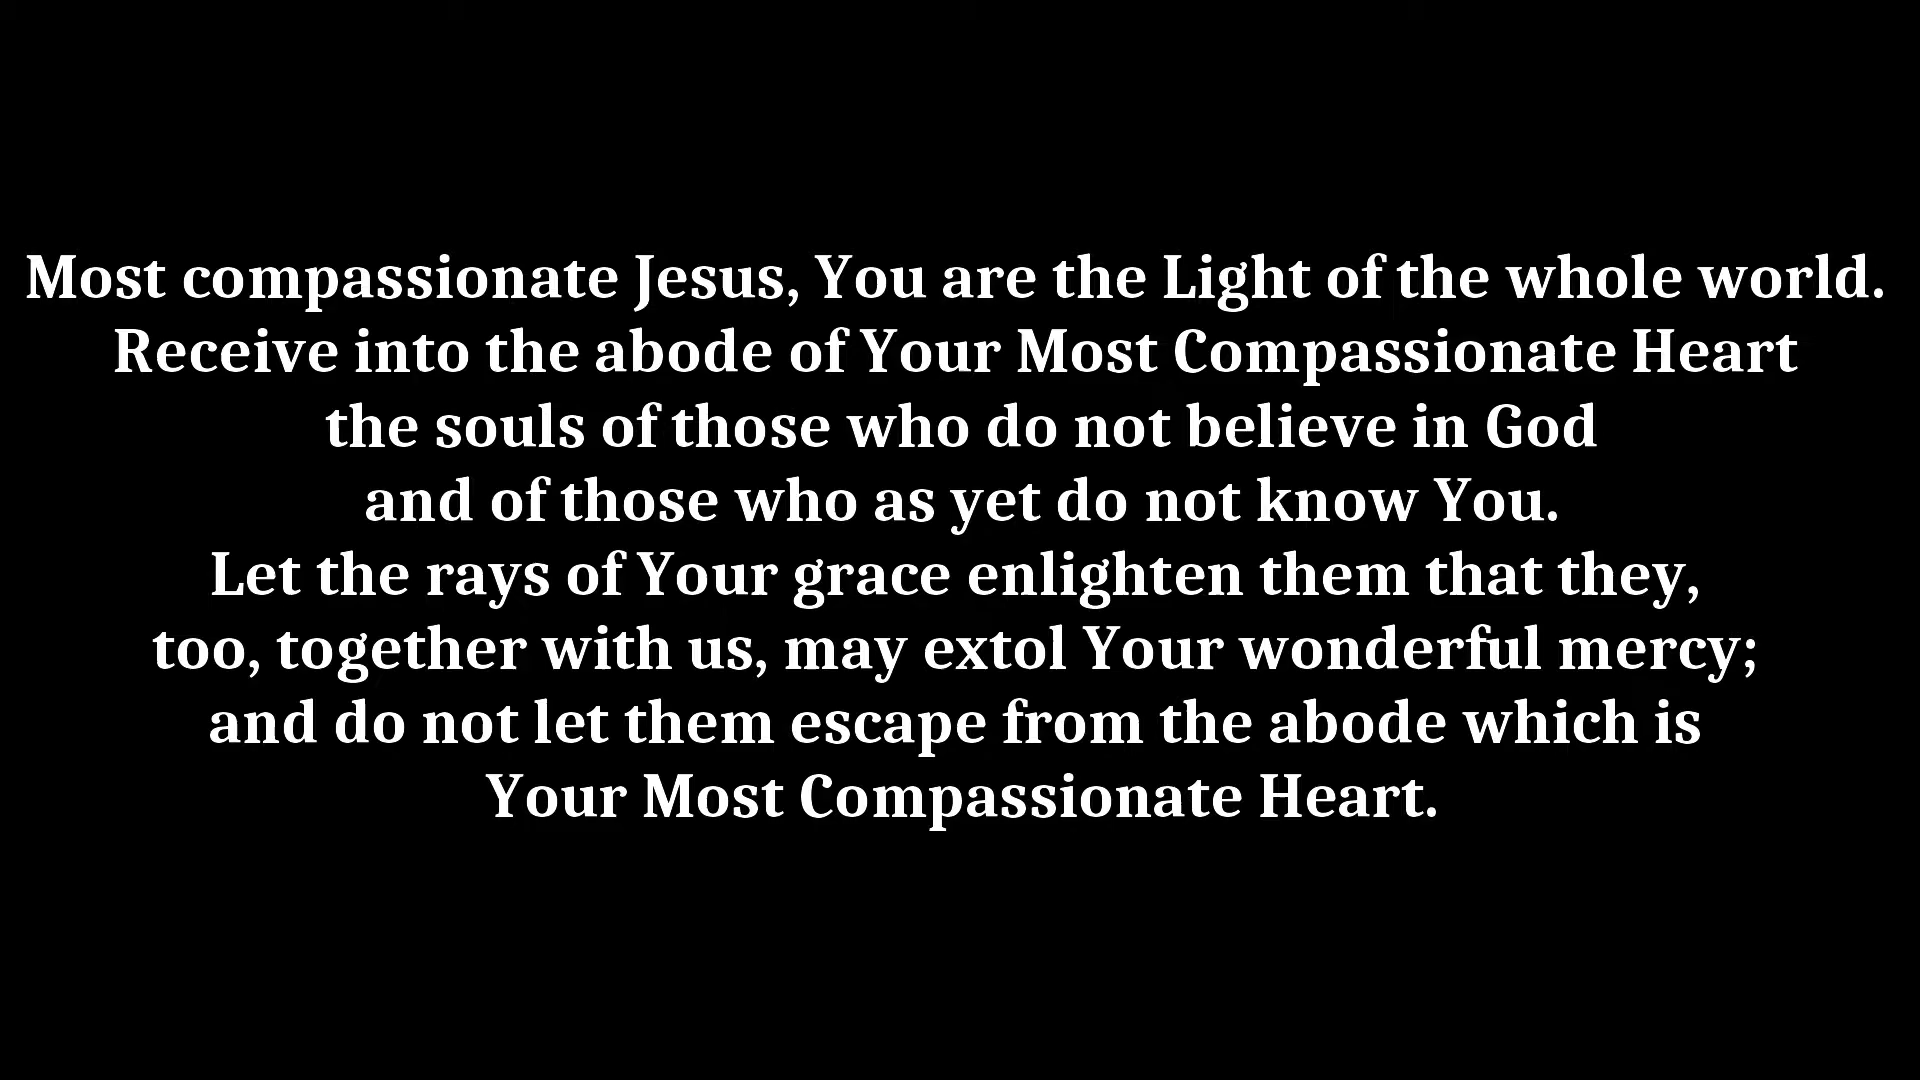 Most compassionate Jesus, You are the Light of the whole world.
Receive into the abode of Your Most Compassionate Heart
the souls of those who do not believe in God
and of those who as yet do not know You.
Let the rays of Your grace enlighten them that they,
too, together with us, may extol Your wonderful mercy;
and do not let them escape from the abode which is
Your Most Compassionate Heart.